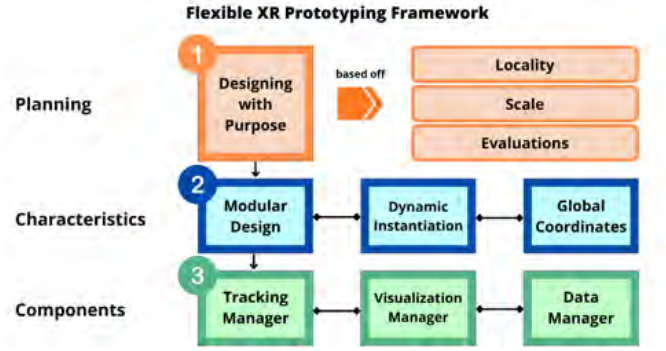 Flexible XR Prototyping Framework
1
Designing
with
Purpose
based off
Locality
Scale
Evaluations
Planning
2
Modular
Design
Dynamic
Instantiation
Global
Coordinates
Characteristics
3
Tracking
Manager
Visualization
Manager
Data
Manager
Components